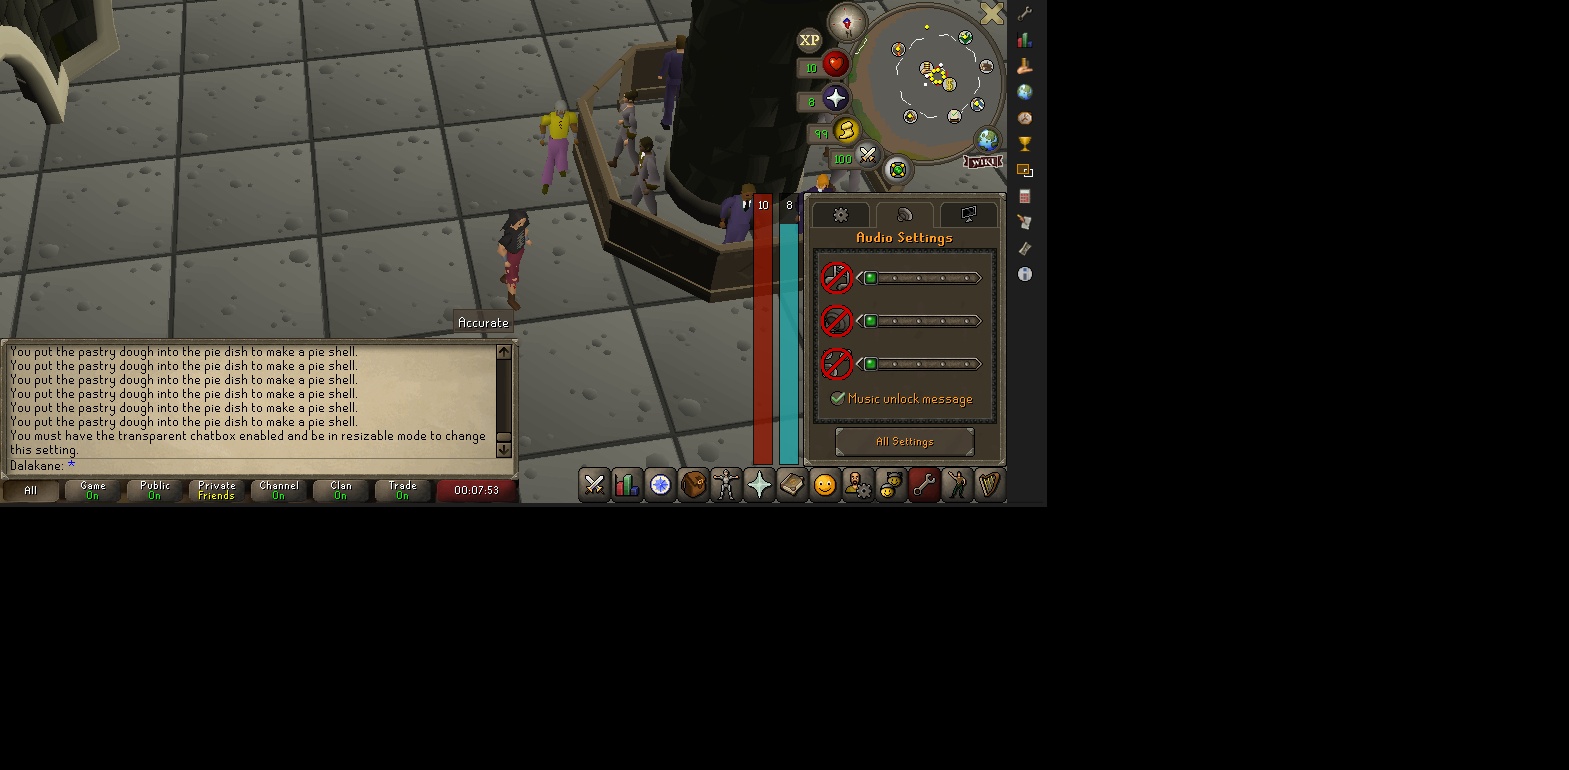 XP
10
8
99
100
WIKI
10
8
Audio Settings
Music unlock message
All Settings
Accurate
You put the pastry dough into the pie dish to make a pie shell.
You put the pastry dough into the pie dish to make a pie shell.
You put the pastry dough into the pie dish to make a pie shell.
You put the pastry dough into the pie dish to make a pie shell.
You put the pastry dough into the pie dish to make a pie shell.
You put the pastry dough into the pie dish to make a pie shell.
You must have the transparent chatbox enabled and be in resizable mode to change
this setting.
Dalakane: *
All
Game
On
Public
On
Private
Friends
Channel
On
Clan
On
Trade
On
00:07:53